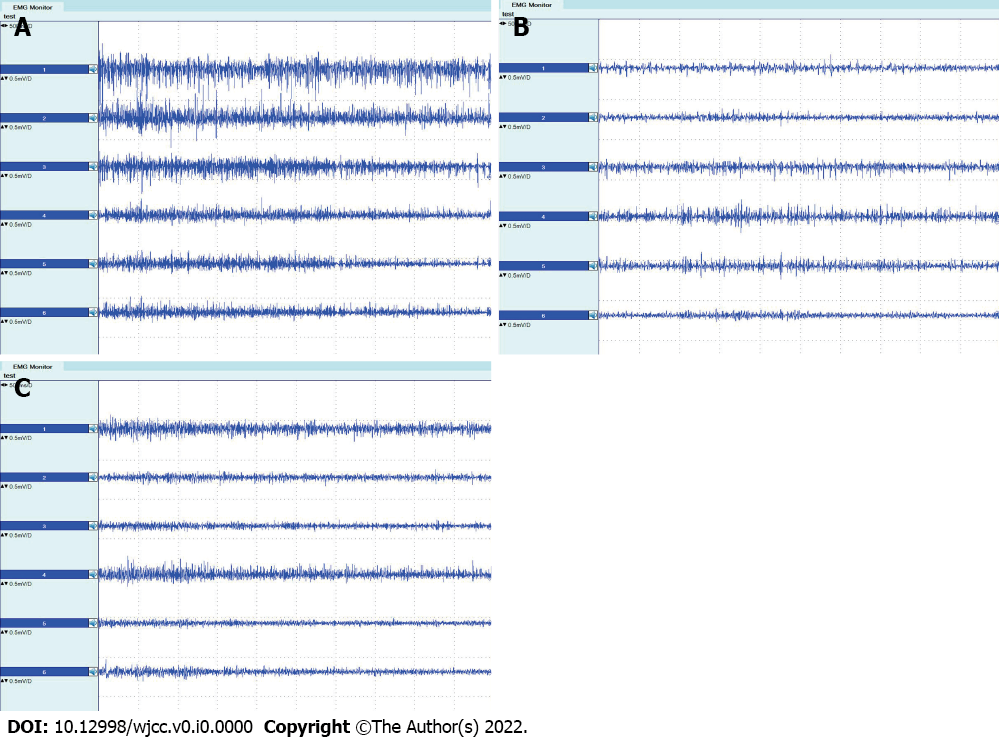 EMG Monitor
test
A
1
0.5mV/D
2
0.5mV/D
3
0.5mV/D
4
0.5mV/D
5
0.5mV/D
6
0.5mV/D
EMG Monitor
test
B
1
0.5mV/D
2
0.5mV/D
3
0.5mV/D
4
0.5mV/D
5
0.5mV/D
6
0.5mV/D
EMG Monitor
test
C
1
0.5mV/D
2
0.5mV/D
3
0.5mV/D
4
0.5mV/D
5
0.5mV/D
6
0.5mV/D
DOI: 10.12998/wjcc.v0.i0.0000 Copyright ©The Author(s) 2022.